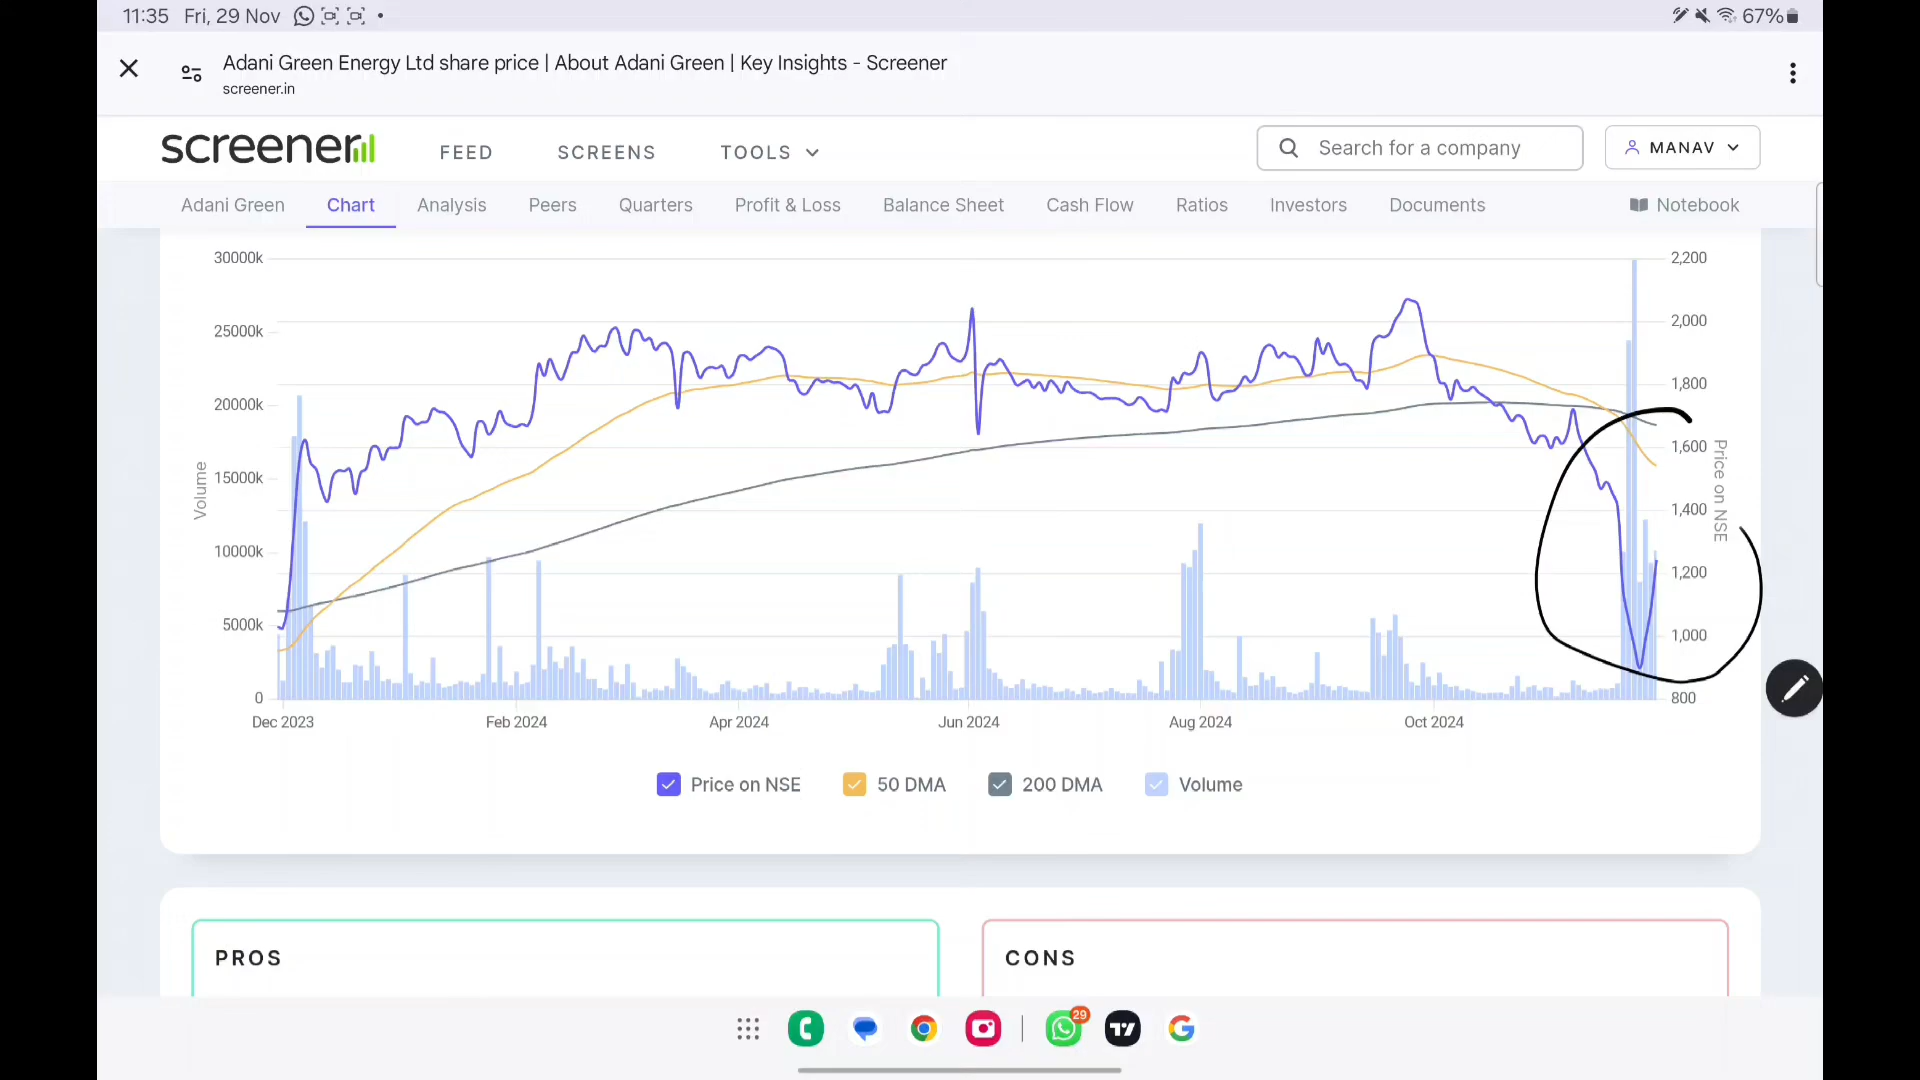 11:35 Fri, 29 Nov 67%
Adani Green Energy Ltd share price | About Adani Green | Key Insights - Screener
screener.in
screener FEED SCREENS TOOLS Search for a company MANAV
Adani Green Chart Analysis Peers Quarters Profit & Loss Balance Sheet Cash Flow Ratios Investors Documents Notebook
30000k 2,200
25000k 2,000
20000k 1,800
15000k 1,600
10000k 1,400
5000k 1,200
0 1,000
800
Volume
Price on NSE
Dec 2023 Feb 2024 Apr 2024 Jun 2024 Aug 2024 Oct 2024
Price on NSE 50 DMA 200 DMA Volume
PROS CONS
29